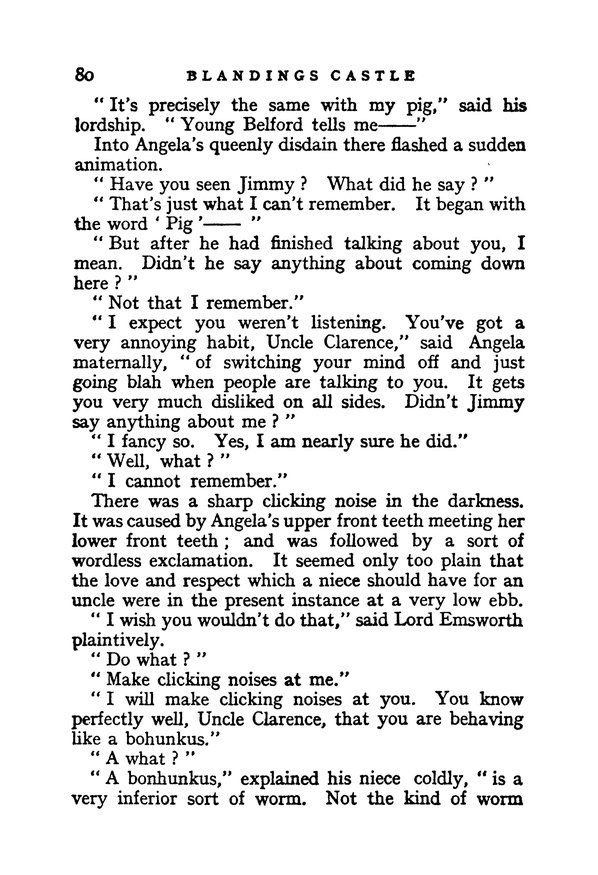 80 BLANDINGS CASTLE
“ It's precisely the same with my pig,” said his
lordship. “ Young Belford tells me——”
Into Angela's queenly disdain there flashed a sudden
animation.
“ Have you seen Jimmy ? What did he say ? ”
“ That's just what I can't remember. It began with
the word ‘ Pig ’—— ”
“ But after he had finished talking about you, I
mean. Didn't he say anything about coming down
here ? ”
“ Not that I remember.”
“ I expect you weren't listening. You've got a
very annoying habit, Uncle Clarence,” said Angela
maternally, “ of switching your mind off and just
going blah when people are talking to you. It gets
you very much disliked on all sides. Didn't Jimmy
say anything about me ? ”
“ I fancy so. Yes, I am nearly sure he did.”
“ Well, what ? ”
“ I cannot remember.”
There was a sharp clicking noise in the darkness.
It was caused by Angela's upper front teeth meeting her
lower front teeth ; and was followed by a sort of
wordless exclamation. It seemed only too plain that
the love and respect which a niece should have for an
uncle were in the present instance at a very low ebb.
“ I wish you wouldn't do that,” said Lord Emsworth
plaintively.
“ Do what ? ”
“ Make clicking noises at me.”
“ I will make clicking noises at you. You know
perfectly well, Uncle Clarence, that you are behaving
like a bohunkus.”
“ A what ? ”
“ A bonhunkus,” explained his niece coldly, “ is a
very inferior sort of worm. Not the kind of worm